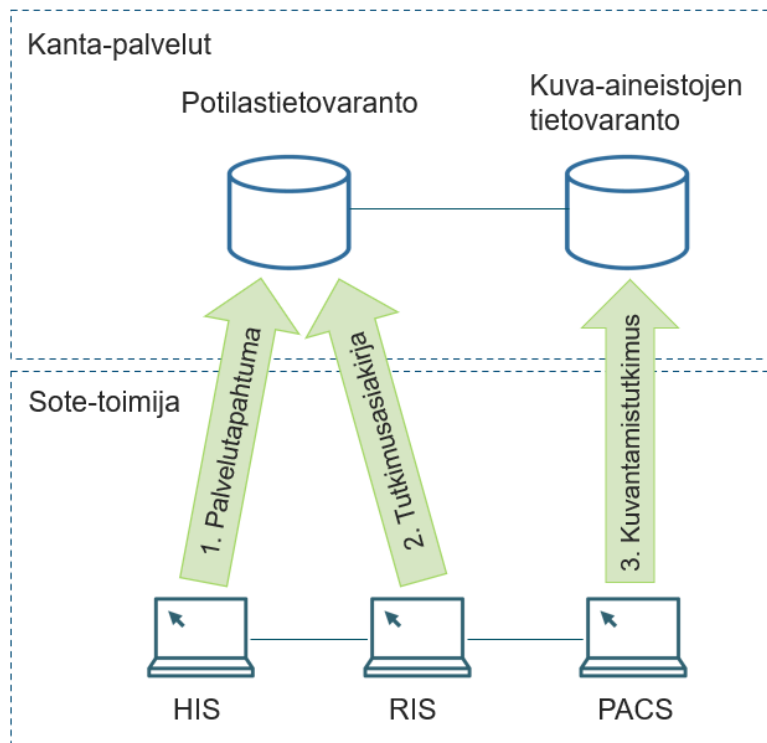 Kanta-palvelut
Potilastietovaranto
Kuva-aineistojen
tietovaranto
1. Palvelutapahtuma
2. Tutkimusasiakirja
3. Kuvantamistutkimus
Sote-toimija
HIS
RIS
PACS